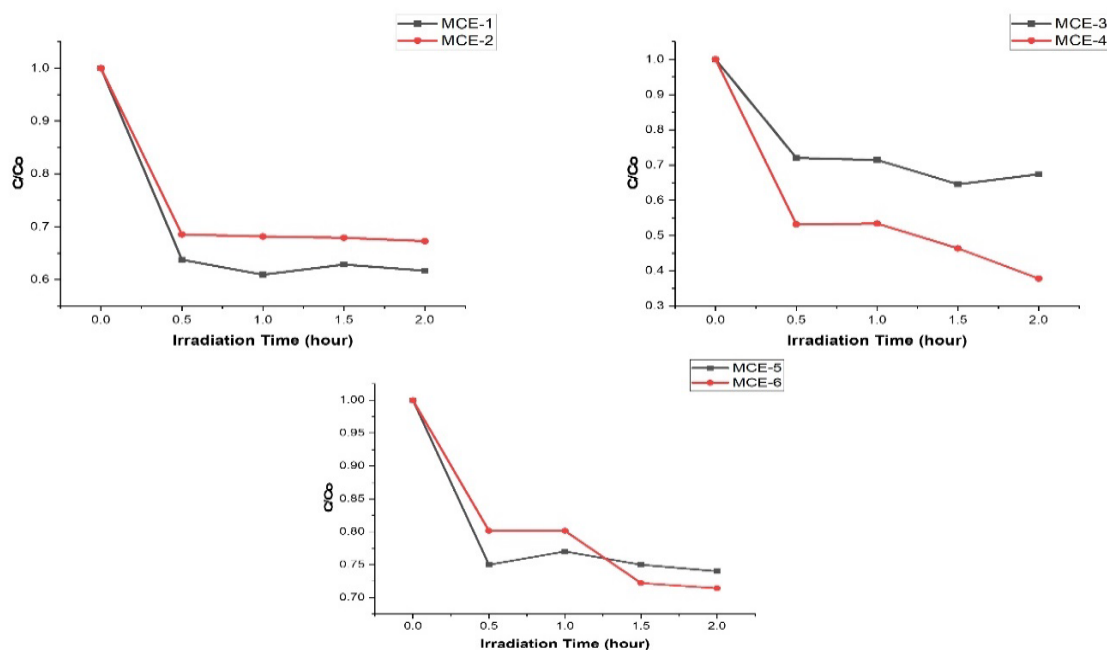 MCE-1
MCE-2
1.0
0.9
0.8
0.7
0.6
C/Co
0.0 0.5 1.0 1.5 2.0
Irradiation Time (hour)
MCE-3
MCE-4
1.0
0.9
0.8
0.7
0.6
0.5
0.4
0.3
C/Co
0.0 0.5 1.0 1.5 2.0
Irradiation Time (hour)
MCE-5
MCE-6
1.00
0.95
0.90
0.85
0.80
0.75
0.70
C/Co
0.0 0.5 1.0 1.5 2.0
Irradiation Time (hour)